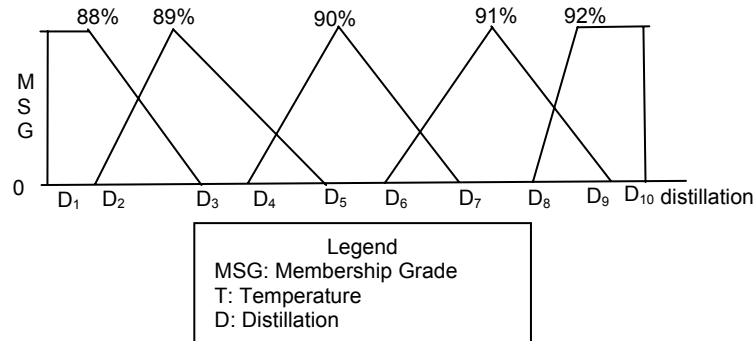 88% 89% 90% 91% 92%
M
S
G
0
D₁ D₂ D₃ D₄ D₅ D₆ D₇ D₈ D₉ D₁₀ distillation
Legend
MSG: Membership Grade
T: Temperature
D: Distillation